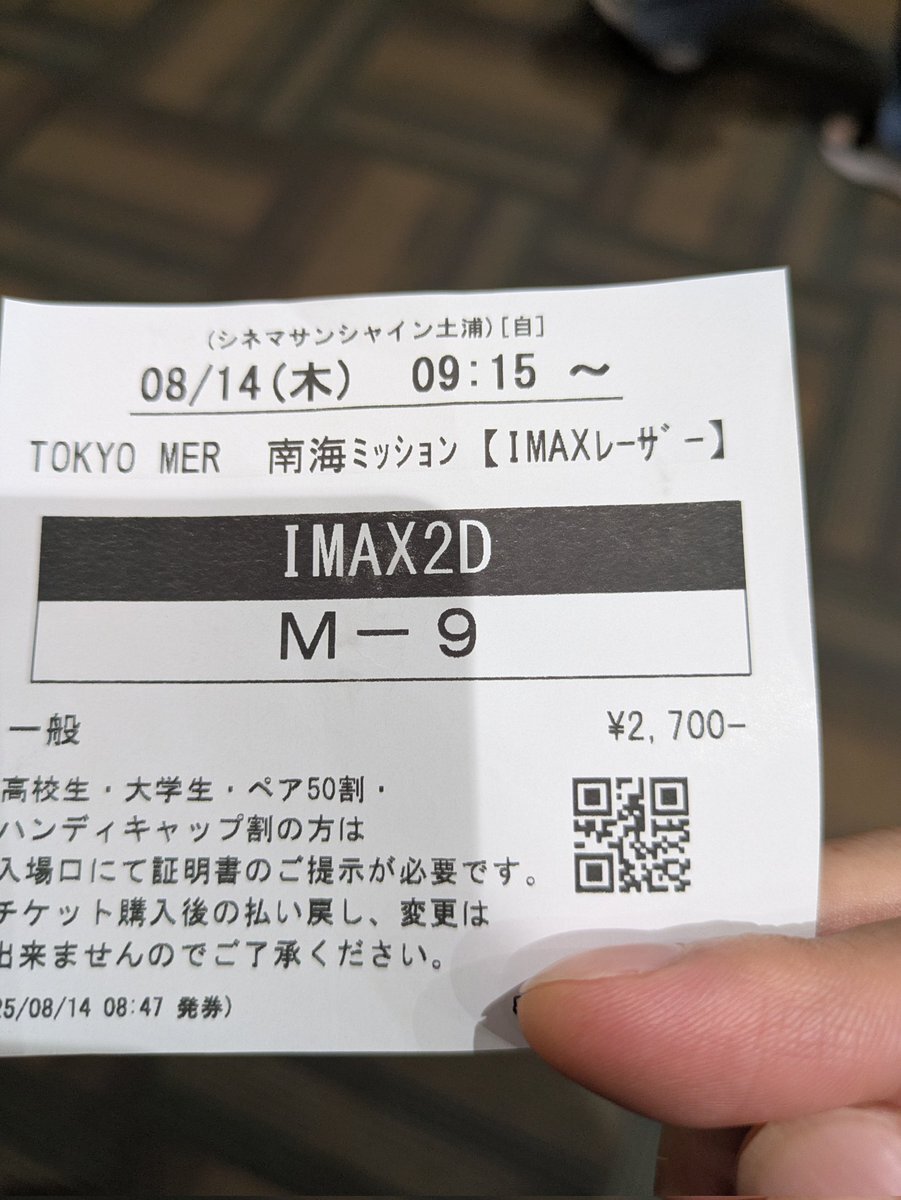 (シネマサンシャイン土浦)[自]
08/14(木) 09:15 ～
TOKYO MER 南海ﾐｯｼｮﾝ【IMAXﾚｰｻﾞｰ】
IMAX2D
M－9
一般 ¥2,700-
高校生・大学生・ペア50割・
ハンディキャップ割の方は
入場口にて証明書のご提示が必要です。
チケット購入後の払い戻し、変更は
出来ませんのでご了承ください。
25/08/14 08:47 発券)